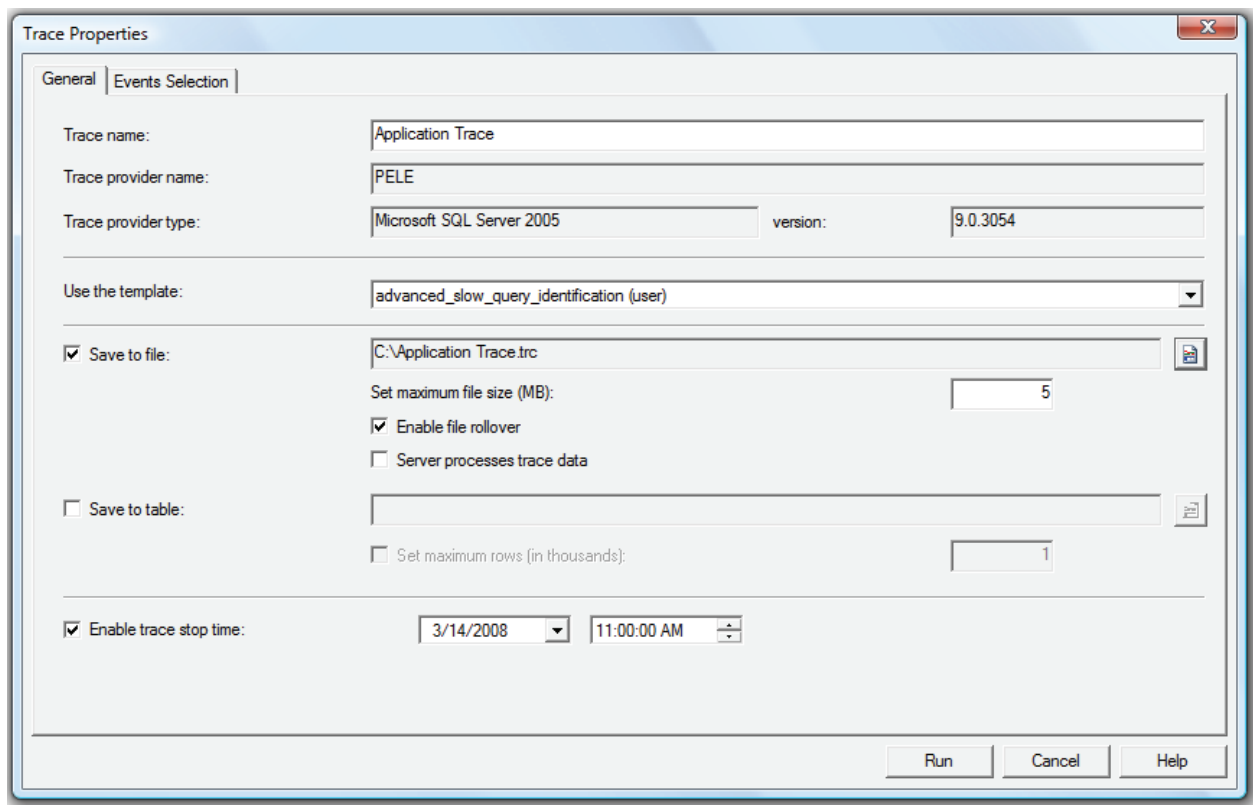 Trace Properties
General Events Selection
Trace name: Application Trace
Trace provider name: PELE
Trace provider type: Microsoft SQL Server 2005 version: 9.0.3054
Use the template: advanced_slow_query_identification (user)
Save to file: C:\Application Trace.trc
Set maximum file size (MB): 5
Enable file rollover
Server processes trace data
Save to table:
Set maximum rows (in thousands): 1
Enable trace stop time: 3/14/2008 11:00:00 AM
Run Cancel Help